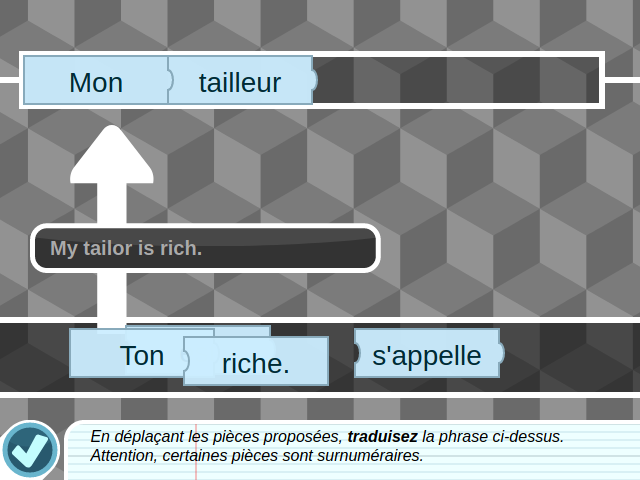 Mon tailleur
My tailor is rich.
Ton riche. s'appelle
En déplaçant les pièces proposées, traduisez la phrase ci-dessus.
Attention, certaines pièces sont surnuméraires.